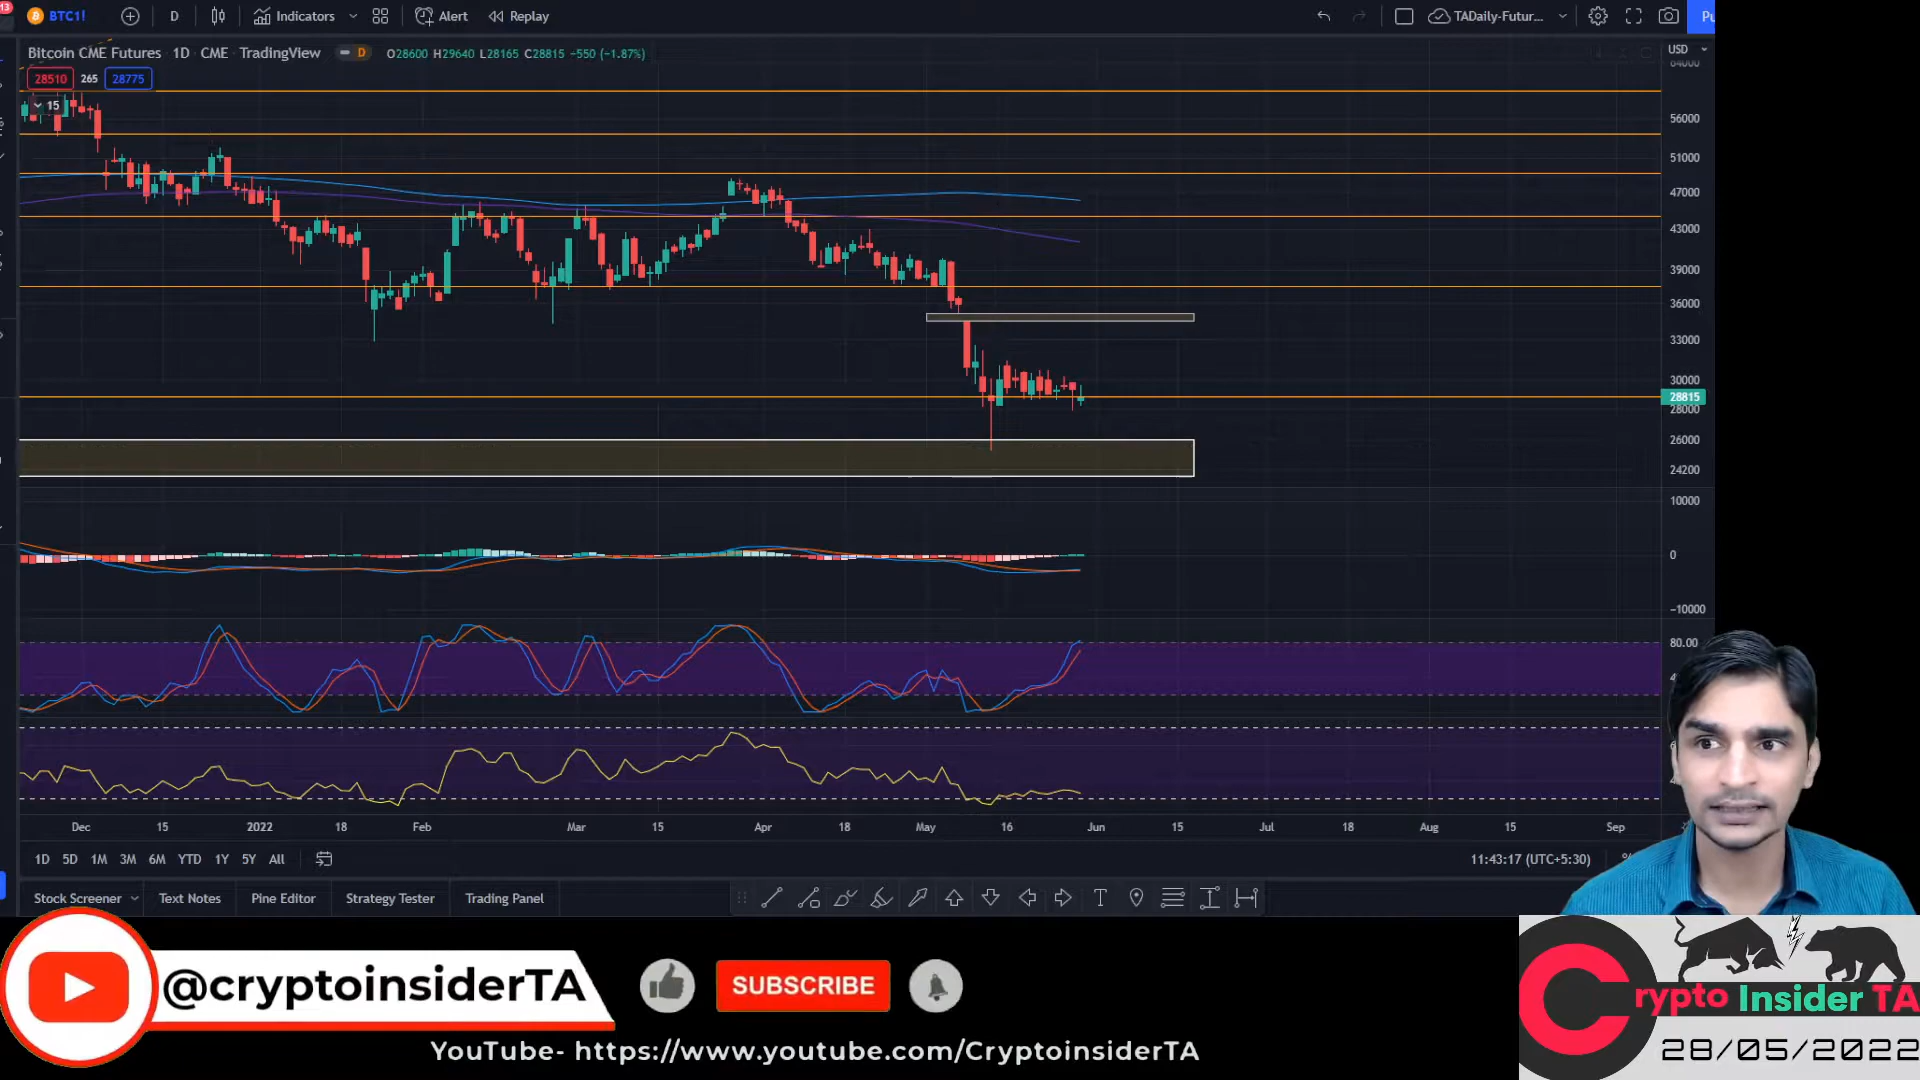 13
BTC1!
D
Indicators
Alert
Replay
TADaily-Futur...
Pu
Bitcoin CME Futures · 1D · CME · TradingView
D
O28600 H29640 L28165 C28815 −550 (−1.87%)
USD
28510
265
28775
15
64000
56000
51000
47000
43000
39000
36000
33000
30000
28815
28000
26000
24200
10000
0
−10000
80.00
Dec
15
2022
18
Feb
Mar
15
Apr
18
May
16
Jun
15
Jul
18
Aug
15
Sep
1D 5D 1M 3M 6M YTD 1Y 5Y All
11:43:17 (UTC+5:30)
%
Stock Screener
Text Notes
Pine Editor
Strategy Tester
Trading Panel
@cryptoinsiderTA
SUBSCRIBE
YouTube- https://www.youtube.com/CryptoinsiderTA
Crypto Insider TA
28/05/2022